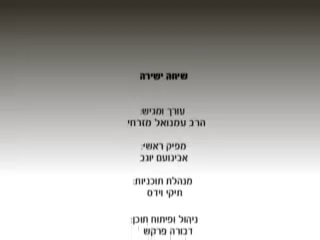 שיחה ישירה
עורך ומגיש:
הרב עמנואל מזרחי
מפיק ראשי:
אבינועם יוגב
מנהלת תוכניות:
חיקי וידס
ניהול ופיתוח תוכן:
דבורה פרקש